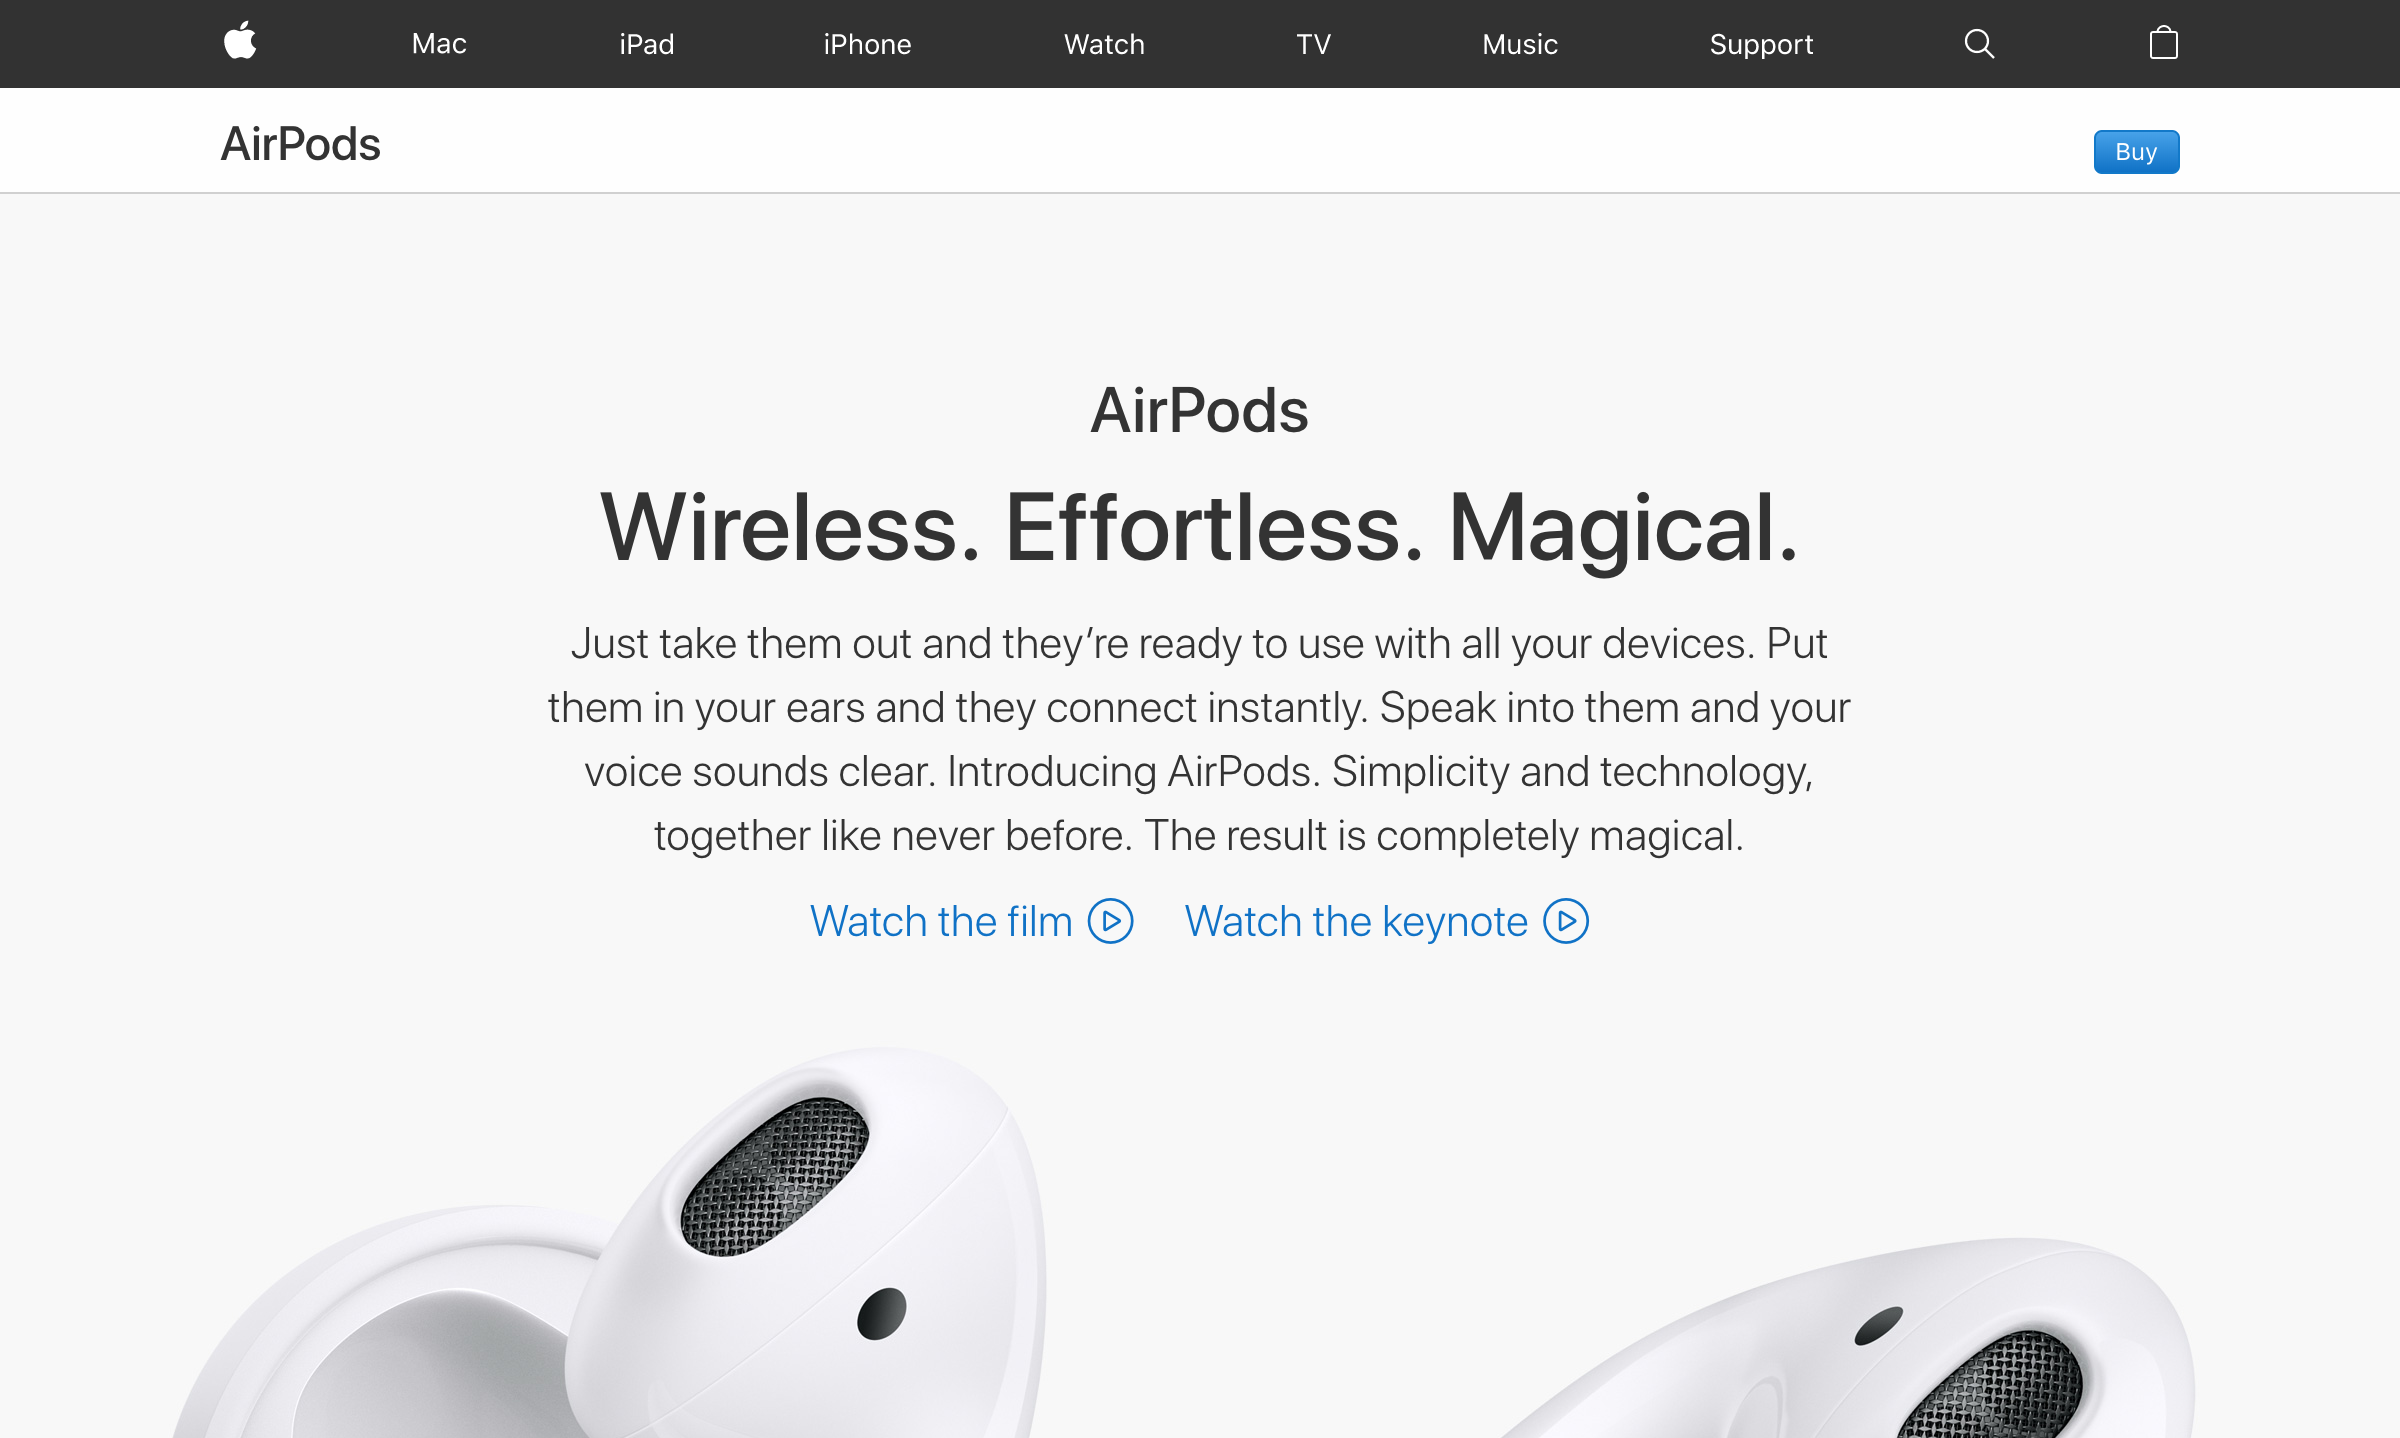 Mac iPad iPhone Watch TV Music Support
AirPods
Buy
AirPods
Wireless. Effortless. Magical.
Just take them out and they’re ready to use with all your devices. Put
them in your ears and they connect instantly. Speak into them and your
voice sounds clear. Introducing AirPods. Simplicity and technology,
together like never before. The result is completely magical.
Watch the film Watch the keynote